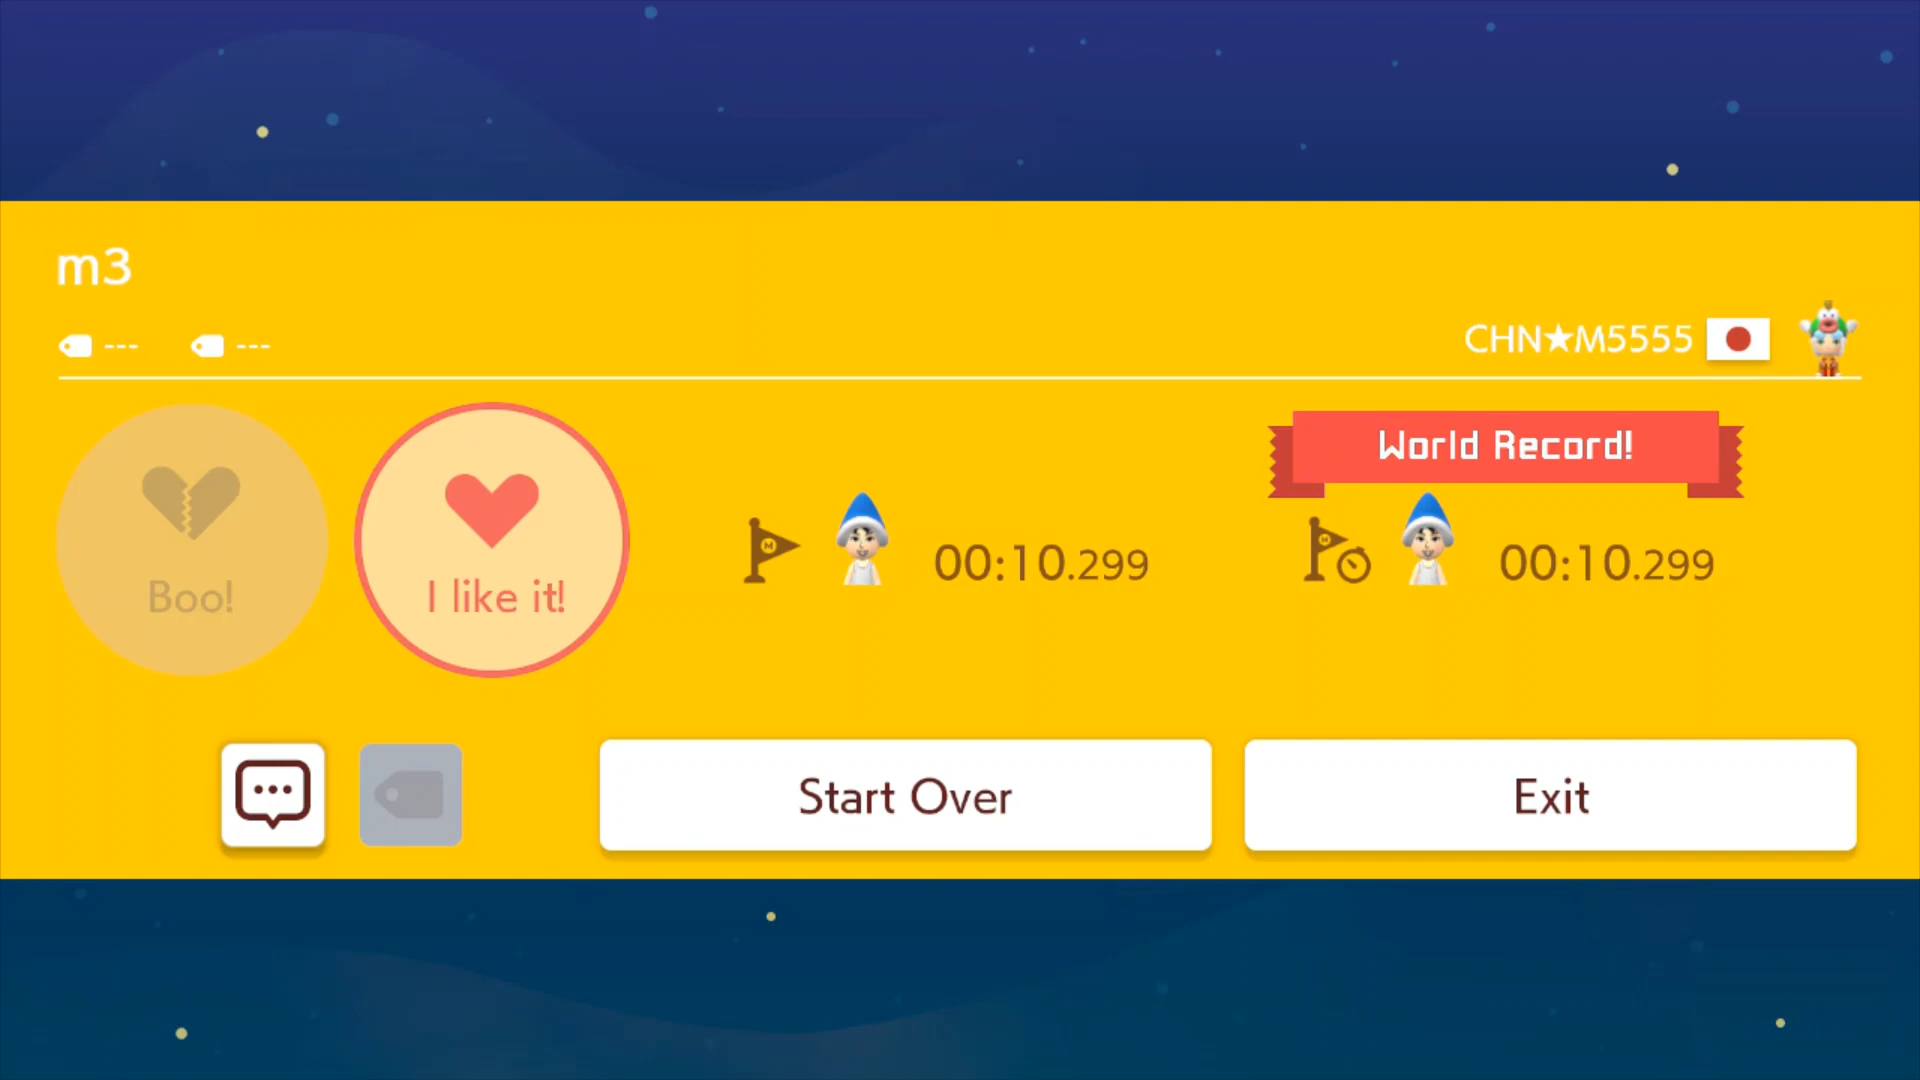 m3
--- ---
CHN★M5555
World Record!
Boo!
I like it!
M
00:10.299
M
00:10.299
Start Over
Exit